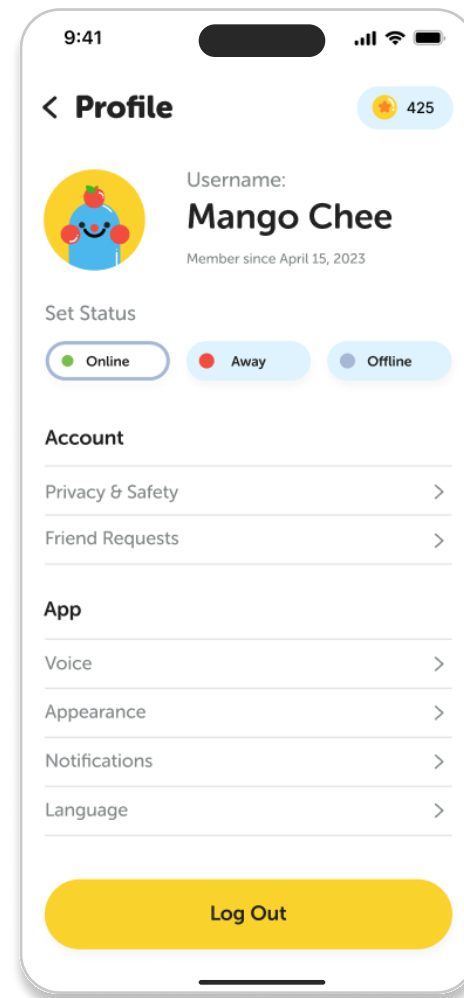 9:41
Profile
425
Username:
Mango Chee
Member since April 15, 2023
Set Status
Online
Away
Offline
Account
Privacy & Safety
Friend Requests
App
Voice
Appearance
Notifications
Language
Log Out